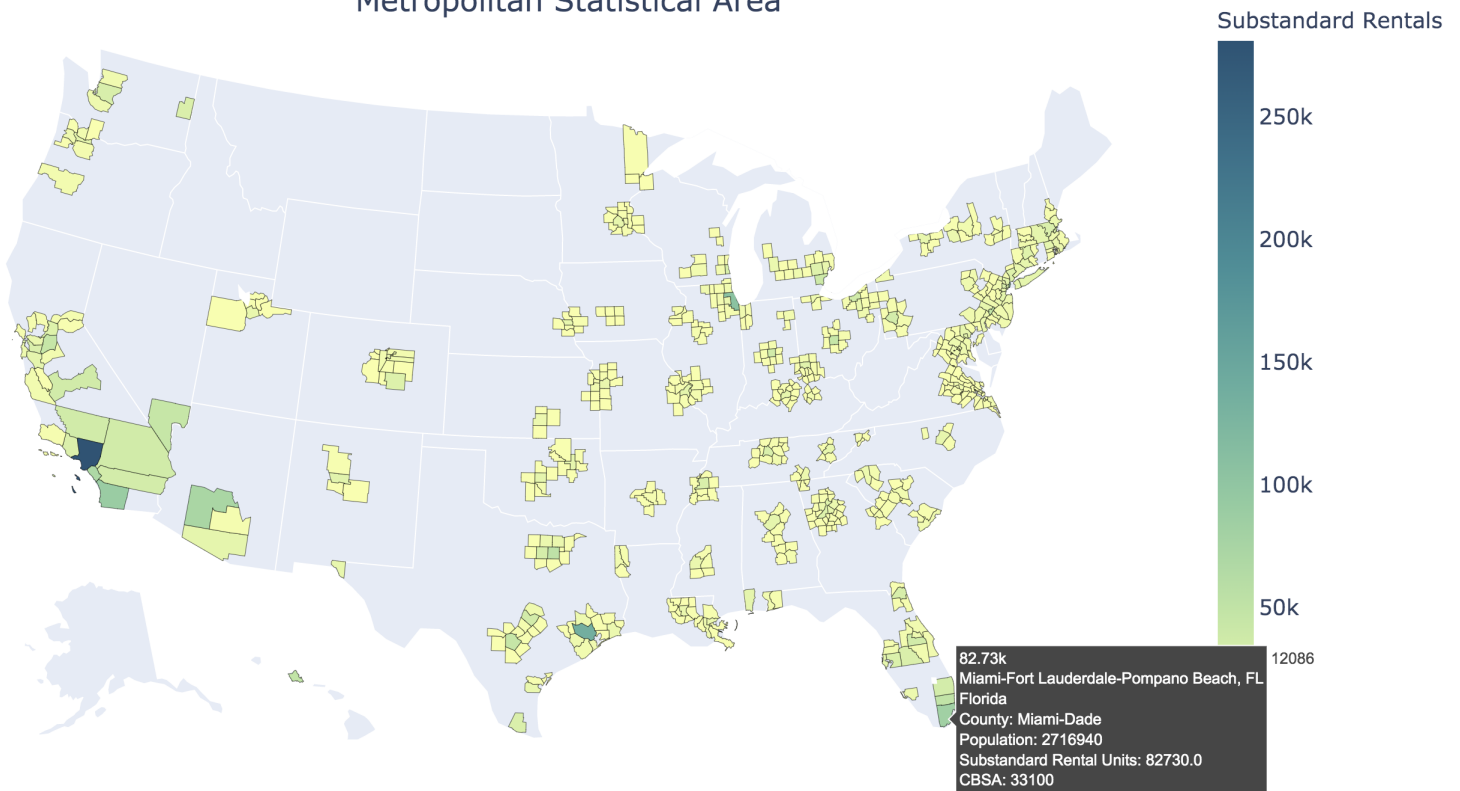 Metropolitan Statistical Area
Substandard Rentals
250k
200k
150k
100k
50k
82.73k
12086
Miami-Fort Lauderdale-Pompano Beach, FL
Florida
County: Miami-Dade
Population: 2716940
Substandard Rental Units: 82730.0
CBSA: 33100